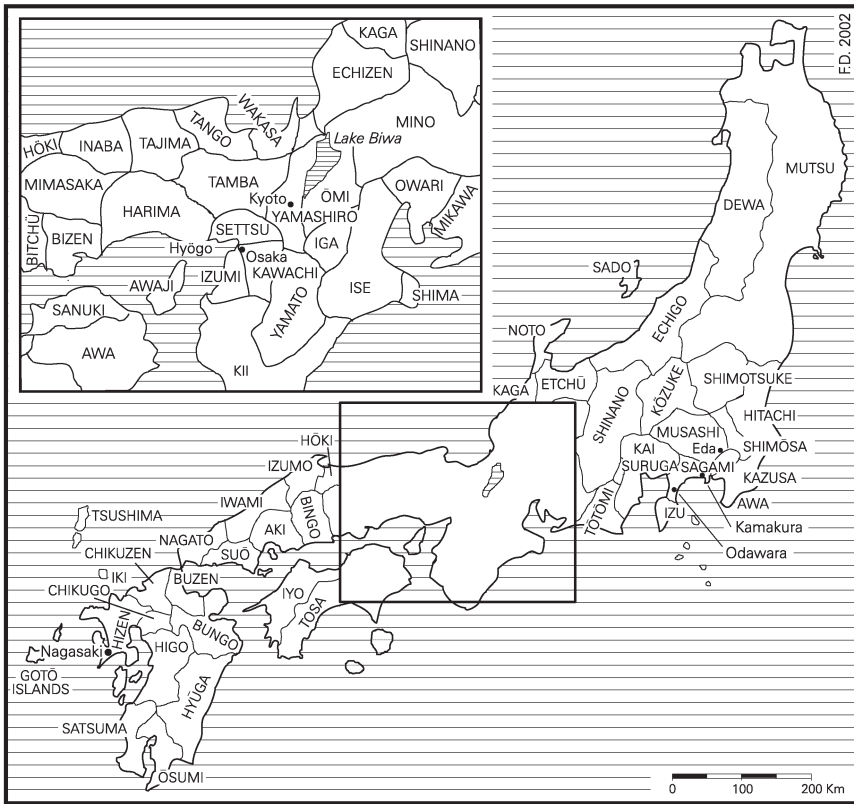 F.D. 2002
KAGA
SHINANO
ECHIZEN
MINO
WAKASA
TANGO
Lake Biwa
HŌKI
INABA
TAJIMA
MIMASAKA
TAMBA
Kyoto
ŌMI
OWARI
IMIKAWA
HARIMA
YAMASHIRO
BITCHŪ
BIZEN
SETTSU
IGA
Hyōgo
Osaka
IZUMI
KAWACHI
AWAJI
ISE
SHIMA
SANUKI
YAMATO
AWA
KII
MUTSU
DEWA
SADO
ECHIGO
NOTO
KAGA
ETCHŪ
SHINANO
KŌZUKE
SHIMOTSUKE
HITACHI
MUSASHI
Eda
SHIMŌSA
KAI
SURUGA
SAGAMI
KAZUSA
TOTŌMI
IZU
AWA
Kamakura
Odawara
HŌKI
IZUMO
IWAMI
BINGO
AKI
TSUSHIMA
NAGATO
SUŌ
CHIKUZEN
IKI
BUZEN
CHIKUGO
IYO
TOSA
HIZEN
BUNGO
Nagasaki
HIGO
GOTŌ
ISLANDS
HYŪGA
SATSUMA
ŌSUMI
0 100 200 Km